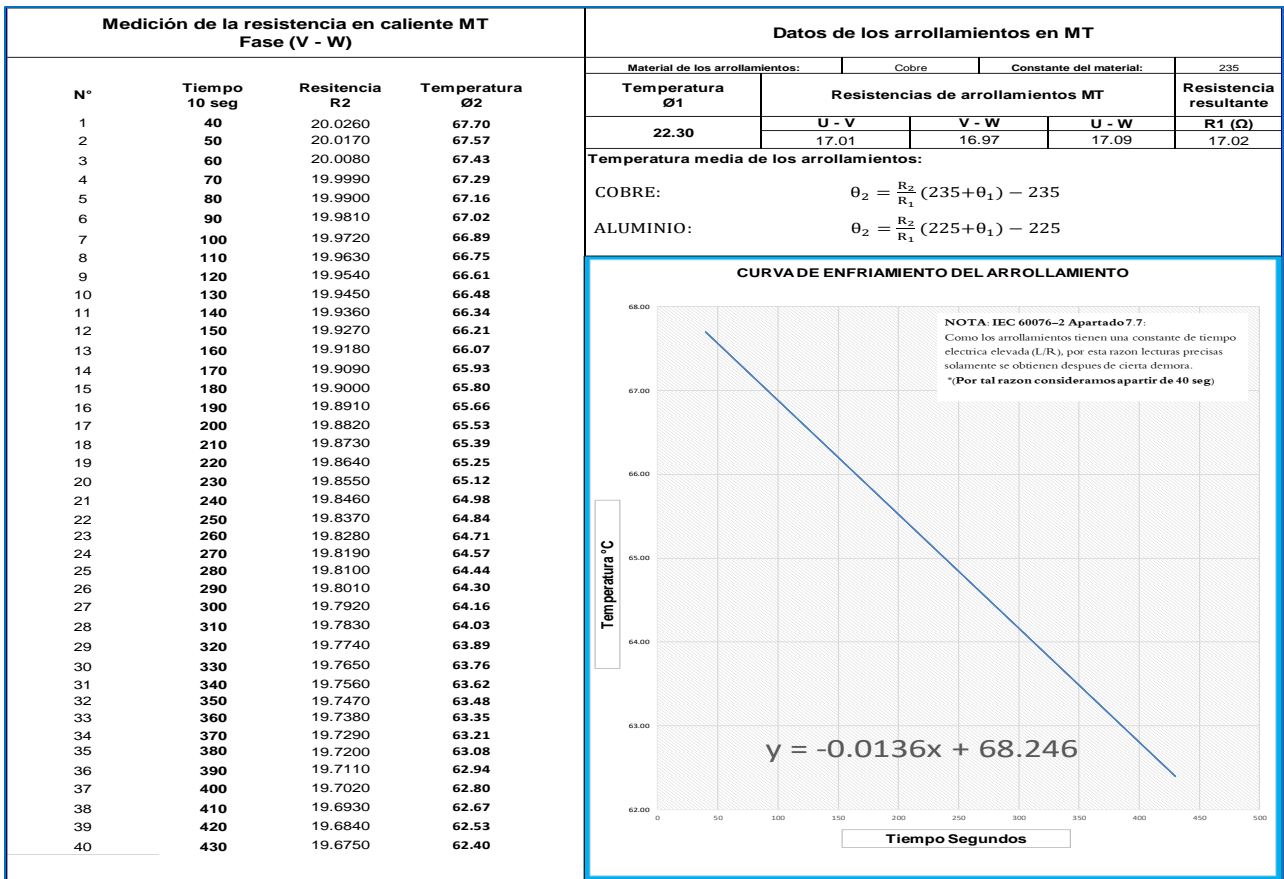 Medición de la resistencia en caliente MT
Fase (V - W)
N° Tiempo 10 seg Resitencia R2 Temperatura Ø2
1 40 20.0260 67.70
2 50 20.0170 67.57
3 60 20.0080 67.43
4 70 19.9990 67.29
5 80 19.9900 67.16
6 90 19.9810 67.02
7 100 19.9720 66.89
8 110 19.9630 66.75
9 120 19.9540 66.61
10 130 19.9450 66.48
11 140 19.9360 66.34
12 150 19.9270 66.21
13 160 19.9180 66.07
14 170 19.9090 65.93
15 180 19.9000 65.80
16 190 19.8910 65.66
17 200 19.8820 65.53
18 210 19.8730 65.39
19 220 19.8640 65.25
20 230 19.8550 65.12
21 240 19.8460 64.98
22 250 19.8370 64.84
23 260 19.8280 64.71
24 270 19.8190 64.57
25 280 19.8100 64.44
26 290 19.8010 64.30
27 300 19.7920 64.16
28 310 19.7830 64.03
29 320 19.7740 63.89
30 330 19.7650 63.76
31 340 19.7560 63.62
32 350 19.7470 63.48
33 360 19.7380 63.35
34 370 19.7290 63.21
35 380 19.7200 63.08
36 390 19.7110 62.94
37 400 19.7020 62.80
38 410 19.6930 62.67
39 420 19.6840 62.53
40 430 19.6750 62.40
Datos de los arrollamientos en MT
Material de los arrollamientos: Cobre Constante del material: 235
Temperatura Ø1 Resistencias de arrollamientos MT Resistencia resultante
U - V V - W U - W R1 (Ω)
22.30 17.01 16.97 17.09 17.02
Temperatura media de los arrollamientos:
COBRE: θ₂ = R₂/R₁ (235+θ₁) − 235
ALUMINIO: θ₂ = R₂/R₁ (225+θ₁) − 225
CURVA DE ENFRIAMIENTO DEL ARROLLAMIENTO
NOTA: IEC 60076–2 Apartado 7.7:
Como los arrollamientos tienen una constante de tiempo
electrica elevada (L/R), por esta razon lecturas precisas
solamente se obtienen despues de cierta demora.
*(Por tal razon consideramos apartir de 40 seg)
68.00
67.00
66.00
65.00
64.00
63.00
62.00
Temperatura °C
y = -0.0136x + 68.246
0 50 100 150 200 250 300 350 400 450 500
Tiempo Segundos